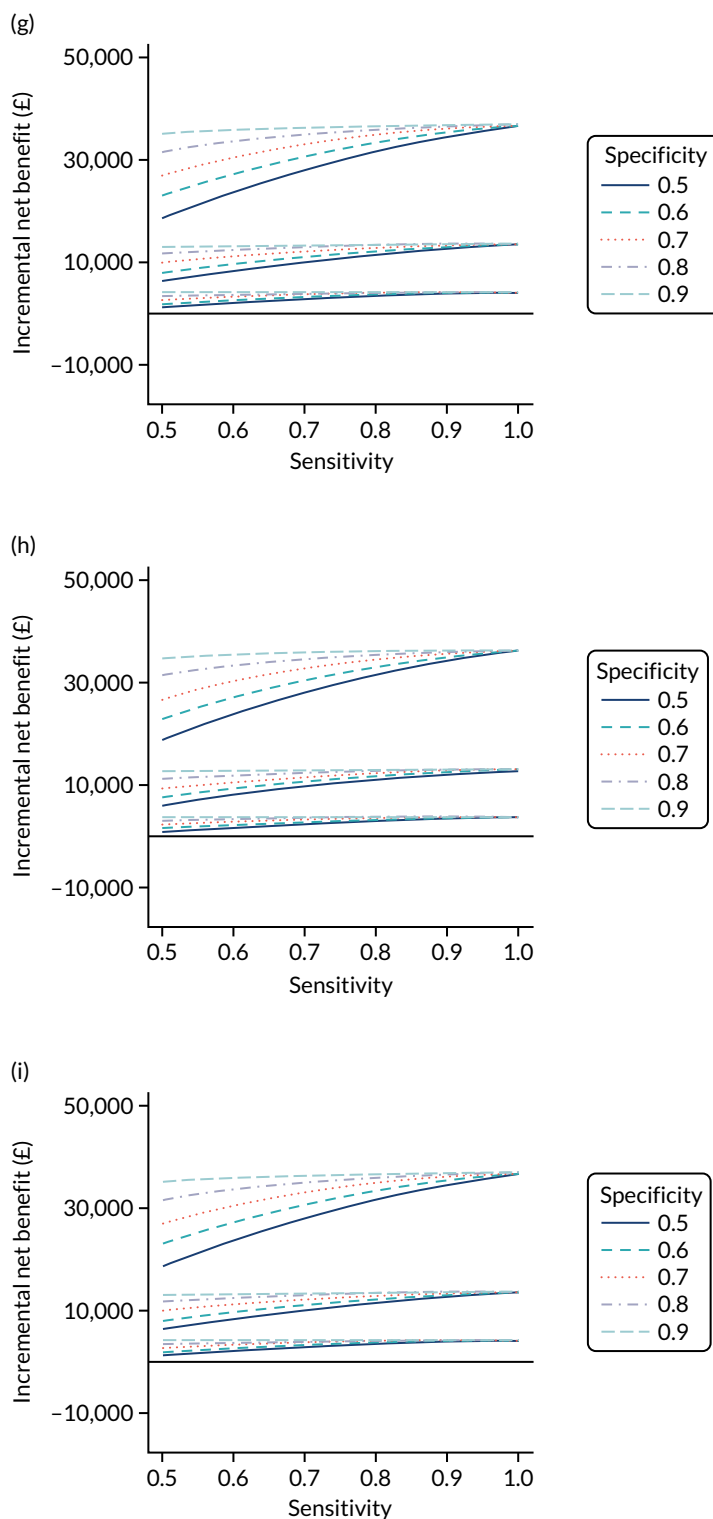 (g)
50,000
30,000
10,000
–10,000
Incremental net benefit (£)
0.5 0.6 0.7 0.8 0.9 1.0
Sensitivity
Specificity
0.5
0.6
0.7
0.8
0.9
(h)
50,000
30,000
10,000
–10,000
Incremental net benefit (£)
0.5 0.6 0.7 0.8 0.9 1.0
Sensitivity
Specificity
0.5
0.6
0.7
0.8
0.9
(i)
50,000
30,000
10,000
–10,000
Incremental net benefit (£)
0.5 0.6 0.7 0.8 0.9 1.0
Sensitivity
Specificity
0.5
0.6
0.7
0.8
0.9